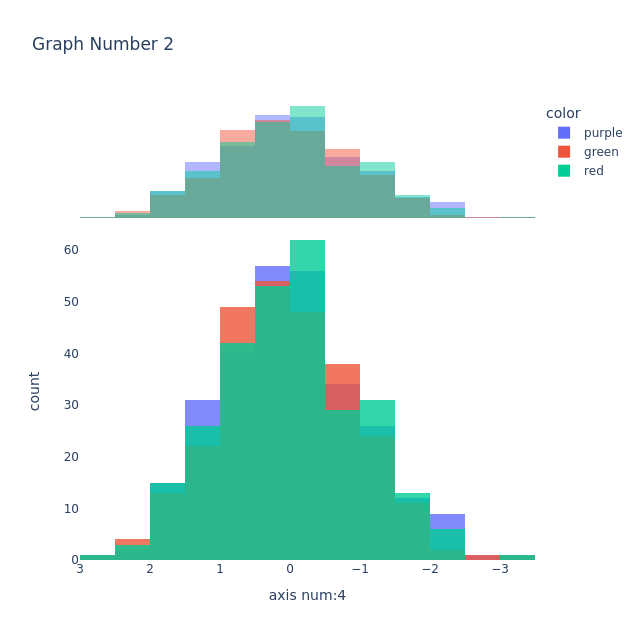 Graph Number 2
color
purple
green
red
60
50
40
30
20
10
0
count
3 2 1 0 −1 −2 −3
axis num:4